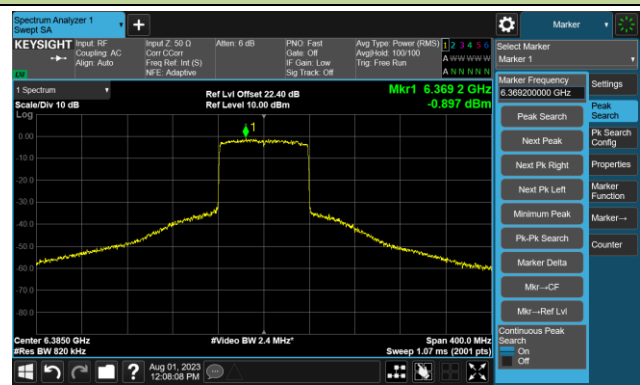 Spectrum Analyzer 1
Swept SA
Marker
KEYSIGHT
Input: RF
Coupling: AC
Align: Auto
Input Z: 50 Ω
Corr CCorr
Freq Ref: Int (S)
NFE: Adaptive
Atten: 6 dB
PNO: Fast
Gate: Off
IF Gain: Low
Sig Track: Off
Avg Type: Power (RMS)
Avg|Hold: 100/100
Trig: Free Run
1 2 3 4 5 6
A W W W W W
A N N N N N
Select Marker
Marker 1
1 Spectrum
Scale/Div 10 dB
Log
Ref Lvl Offset 22.40 dB
Ref Level 10.00 dBm
Mkr1 6.369 2 GHz
-0.897 dBm
1
0.00
-10.0
-20.0
-30.0
-40.0
-50.0
-60.0
-70.0
-80.0
Center 6.3850 GHz
#Res BW 820 kHz
#Video BW 2.4 MHz*
Span 400.0 MHz
Sweep 1.07 ms (2001 pts)
Marker Frequency
6.369200000 GHz
Peak Search
Next Peak
Next Pk Right
Next Pk Left
Minimum Peak
Pk-Pk Search
Marker Delta
Mkr→CF
Mkr→Ref Lvl
Continuous Peak
Search
On
Off
Settings
Peak
Search
Pk Search
Config
Properties
Marker
Function
Marker→
Counter
Aug 01, 2023
12:08:08 PM